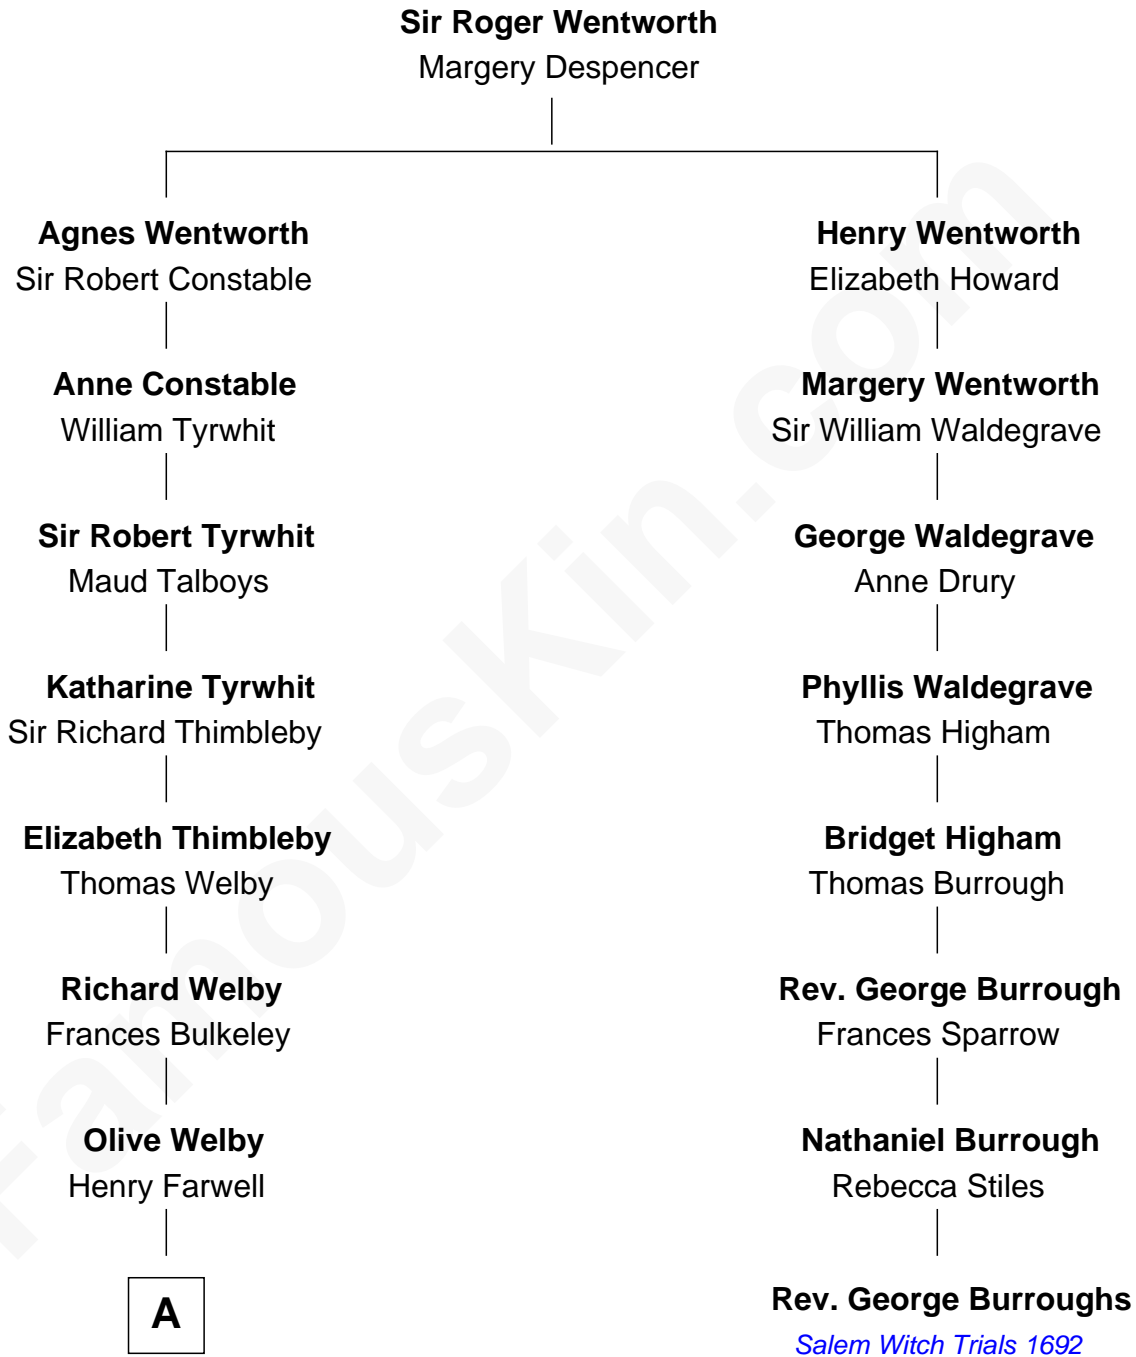 Sir Roger Wentworth
Margery Despencer
Agnes Wentworth
Sir Robert Constable
Henry Wentworth
Elizabeth Howard
Anne Constable
William Tyrwhit
Margery Wentworth
Sir William Waldegrave
Sir Robert Tyrwhit
Maud Talboys
George Waldegrave
Anne Drury
Katharine Tyrwhit
Sir Richard Thimbleby
Phyllis Waldegrave
Thomas Higham
Elizabeth Thimbleby
Thomas Welby
Bridget Higham
Thomas Burrough
Richard Welby
Frances Bulkeley
Rev. George Burrough
Frances Sparrow
Olive Welby
Henry Farwell
Nathaniel Burrough
Rebecca Stiles
A
Rev. George Burroughs
Salem Witch Trials 1692
FamousKin.com